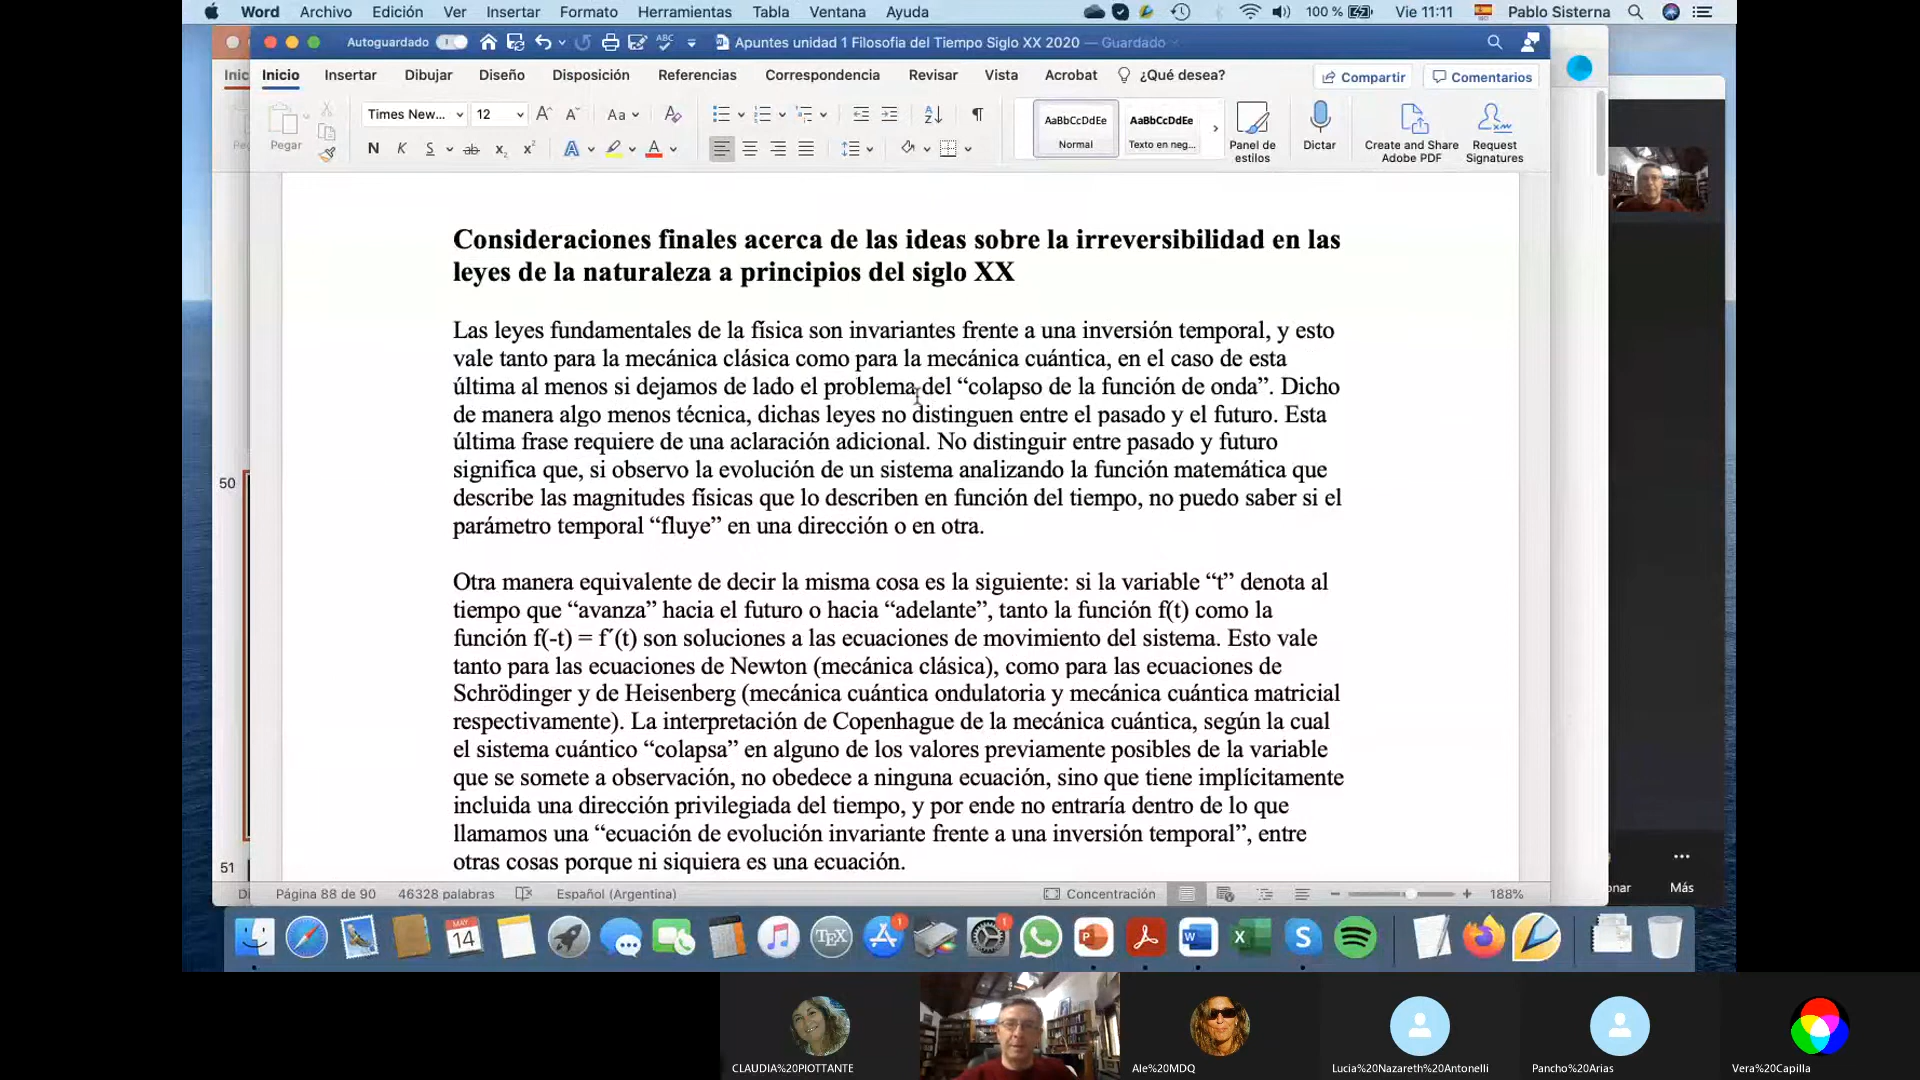 Word Archivo Edición Ver Insertar Formato Herramientas Tabla Ventana Ayuda 100 % Vie 11:11 Pablo Sisterna
Autoguardado Apuntes unidad 1 Filosofia del Tiempo Siglo XX 2020 — Guardado
Inic Inicio Insertar Dibujar Diseño Disposición Referencias Correspondencia Revisar Vista Acrobat ¿Qué desea? Compartir Comentarios
Times New... 12 Aa AaBbCcDdEe AaBbCcDdEe
Pegar N K S ab x₂ x² A A Normal Texto en neg... Panel de estilos Dictar Create and Share Adobe PDF Request Signatures
Consideraciones finales acerca de las ideas sobre la irreversibilidad en las
leyes de la naturaleza a principios del siglo XX
Las leyes fundamentales de la física son invariantes frente a una inversión temporal, y esto
vale tanto para la mecánica clásica como para la mecánica cuántica, en el caso de esta
última al menos si dejamos de lado el problema del “colapso de la función de onda”. Dicho
de manera algo menos técnica, dichas leyes no distinguen entre el pasado y el futuro. Esta
última frase requiere de una aclaración adicional. No distinguir entre pasado y futuro
significa que, si observo la evolución de un sistema analizando la función matemática que
describe las magnitudes físicas que lo describen en función del tiempo, no puedo saber si el
parámetro temporal “fluye” en una dirección o en otra.
Otra manera equivalente de decir la misma cosa es la siguiente: si la variable “t” denota al
tiempo que “avanza” hacia el futuro o hacia “adelante”, tanto la función f(t) como la
función f(-t) = f´(t) son soluciones a las ecuaciones de movimiento del sistema. Esto vale
tanto para las ecuaciones de Newton (mecánica clásica), como para las ecuaciones de
Schrödinger y de Heisenberg (mecánica cuántica ondulatoria y mecánica cuántica matricial
respectivamente). La interpretación de Copenhague de la mecánica cuántica, según la cual
el sistema cuántico “colapsa” en alguno de los valores previamente posibles de la variable
que se somete a observación, no obedece a ninguna ecuación, sino que tiene implícitamente
incluida una dirección privilegiada del tiempo, y por ende no entraría dentro de lo que
llamamos una “ecuación de evolución invariante frente a una inversión temporal”, entre
otras cosas porque ni siquiera es una ecuación.
50
51
onar Más
Página 88 de 90 46328 palabras Español (Argentina) Concentración 188%
MAY 14 TEX 1 1 P W X S
CLAUDIA%20PIOTTANTE Ale%20MDQ Lucia%20Nazareth%20Antonelli Pancho%20Arias Vera%20Capilla